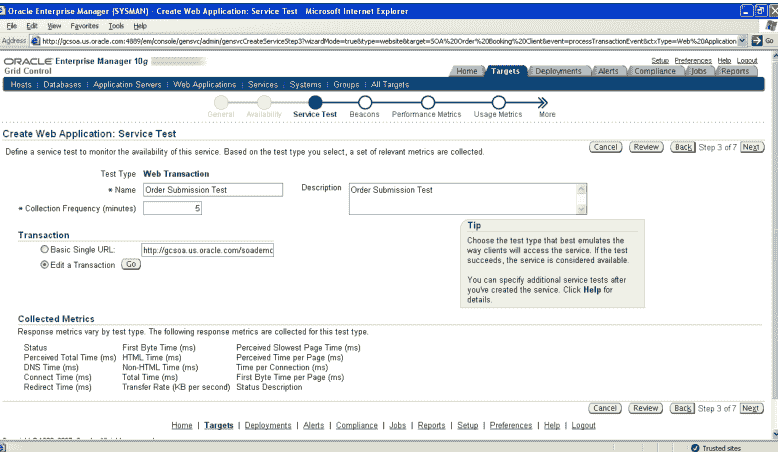 Oracle Enterprise Manager (SYSMAN) - Create Web Application: Service Test - Microsoft Internet Explorer
File Edit View Favorites Tools Help
Address http://gcsoa.us.oracle.com:4889/em/console/gensvc/admin/gensvcCreateServiceStep3?wizardMode=true&type=website&target=SOA%20Order%20Booking%20Client&event=processTransactionEvent&ctxType=Web%20Application Go
ORACLE Enterprise Manager 10g
Setup Preferences Help Logout
Grid Control
Home Targets Deployments Alerts Compliance Jobs Reports
Hosts Databases Application Servers Web Applications Services Systems Groups All Targets
General Availability Service Test Beacons Performance Metrics Usage Metrics More
Create Web Application: Service Test
Define a service test to monitor the availability of this service. Based on the test type you select, a set of relevant metrics are collected.
Cancel Review Back Step 3 of 7 Next
Test Type Web Transaction
* Name Order Submission Test
Description Order Submission Test
* Collection Frequency (minutes) 5
Transaction
Basic Single URL: http://gcsoa.us.oracle.com/soademo
Edit a Transaction Go
Tip
Choose the test type that best emulates the
way clients will access the service. If the test
succeeds, the service is considered available.
You can specify additional service tests after
you've created the service. Click Help for
details.
Collected Metrics
Response metrics vary by test type. The following response metrics are collected for this test type.
Status First Byte Time (ms) Perceived Slowest Page Time (ms)
Perceived Total Time (ms) HTML Time (ms) Perceived Time per Page (ms)
DNS Time (ms) Non-HTML Time (ms) Time per Connection (ms)
Connect Time (ms) Total Time (ms) First Byte Time per Page (ms)
Redirect Time (ms) Transfer Rate (KB per second) Status Description
Cancel Review Back Step 3 of 7 Next
Home | Targets | Deployments | Alerts | Compliance | Jobs | Reports | Setup | Preferences | Help | Logout
Trusted sites